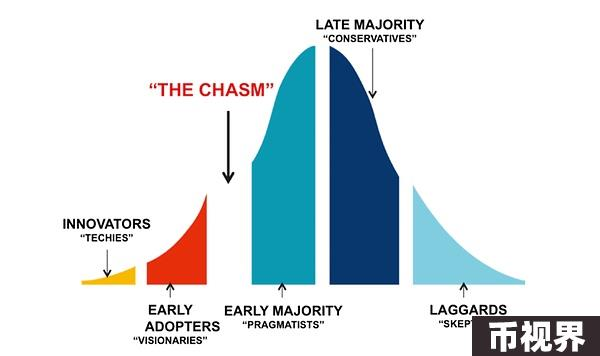 LATE MAJORITY
“CONSERVATIVES”
“THE CHASM”
INNOVATORS
“TECHIES”
EARLY
ADOPTERS
“VISIONARIES”
EARLY MAJORITY
“PRAGMATISTS”
LAGGARDS
币视界